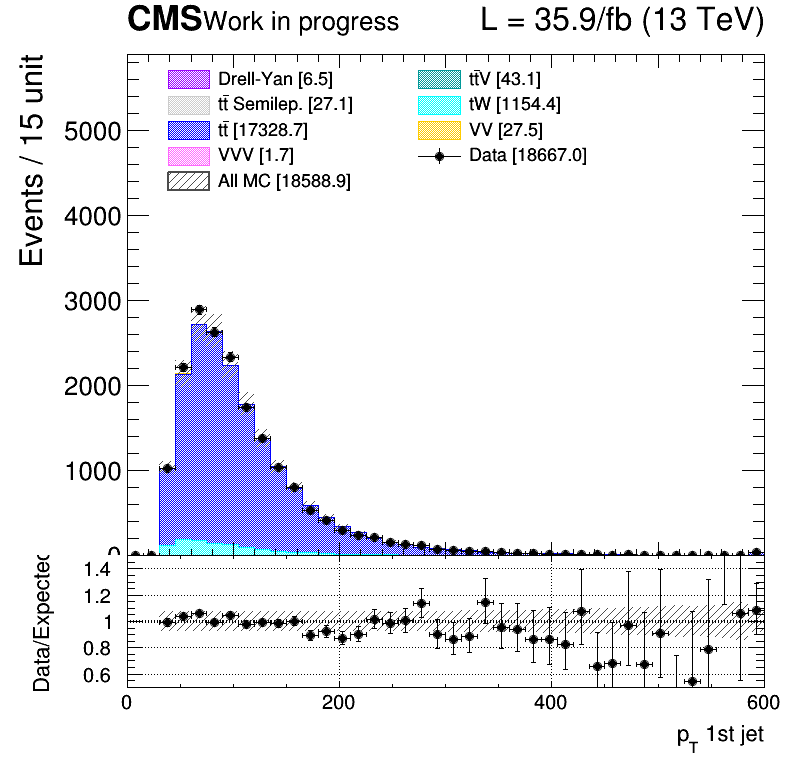 CMS Work in progress L = 35.9/fb (13 TeV)
Events / 15 unit
Drell-Yan [6.5]
tt̄ Semilep. [27.1]
tt̄ [17328.7]
VVV [1.7]
All MC [18588.9]
tt̄V [43.1]
tW [1154.4]
VV [27.5]
Data [18667.0]
5000
4000
3000
2000
1000
0
Data/Expected
1.4
1.2
1
0.8
0.6
0 200 400 600
p_T 1st jet